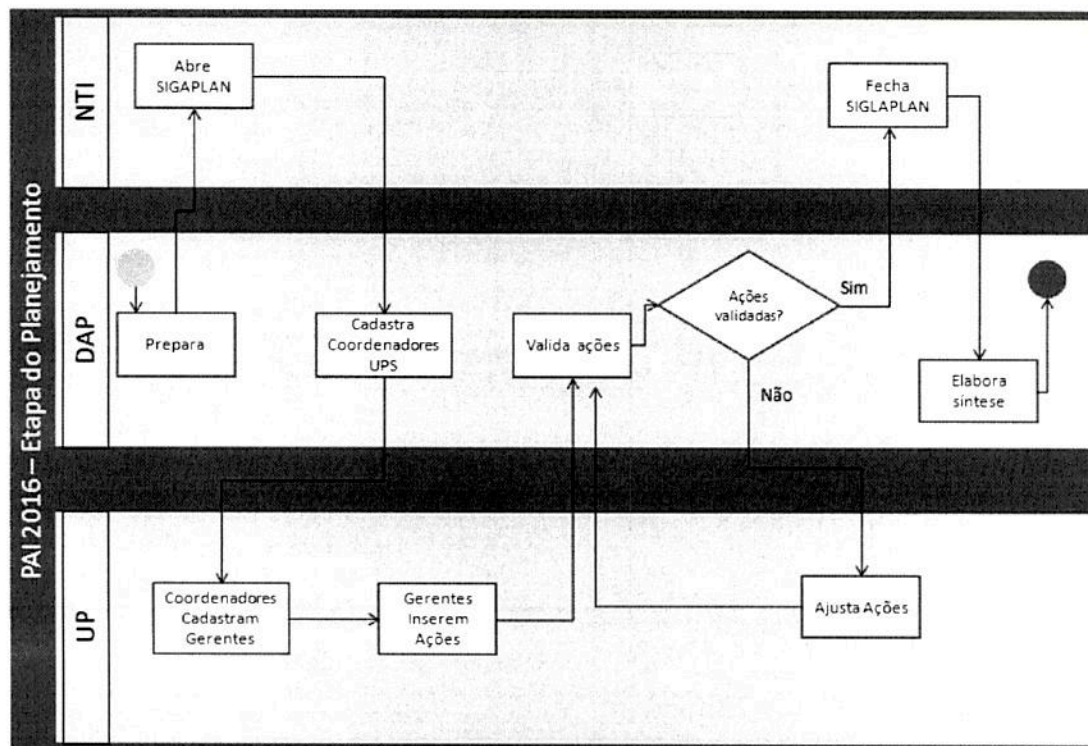 PAI 2016 – Etapa do Planejamento
NTI
Abre
SIGAPLAN
Fecha
SIGLAPLAN
DAP
Prepara
Cadastra
Coordenadores
UPS
Valida ações
Ações
validadas?
Sim
Não
Elabora
síntese
UP
Coordenadores
Cadastram
Gerentes
Gerentes
Inserem
Ações
Ajusta Ações